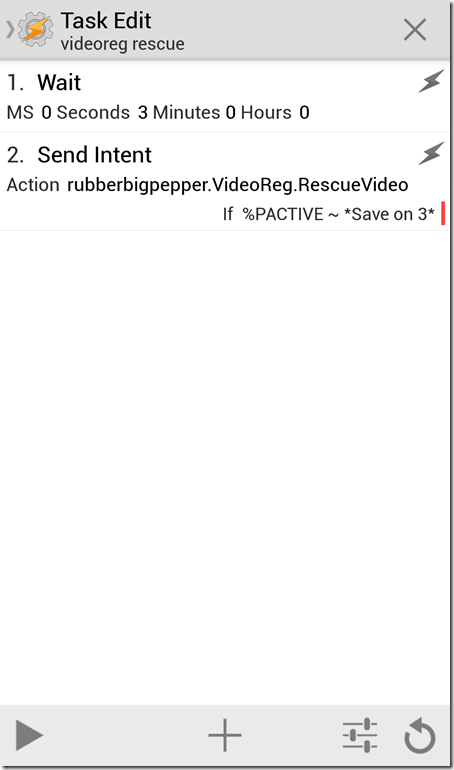 Task Edit
videoreg rescue
1. Wait
MS 0 Seconds 3 Minutes 0 Hours 0
2. Send Intent
Action rubberbigpepper.VideoReg.RescueVideo
If %PACTIVE ~ *Save on 3*